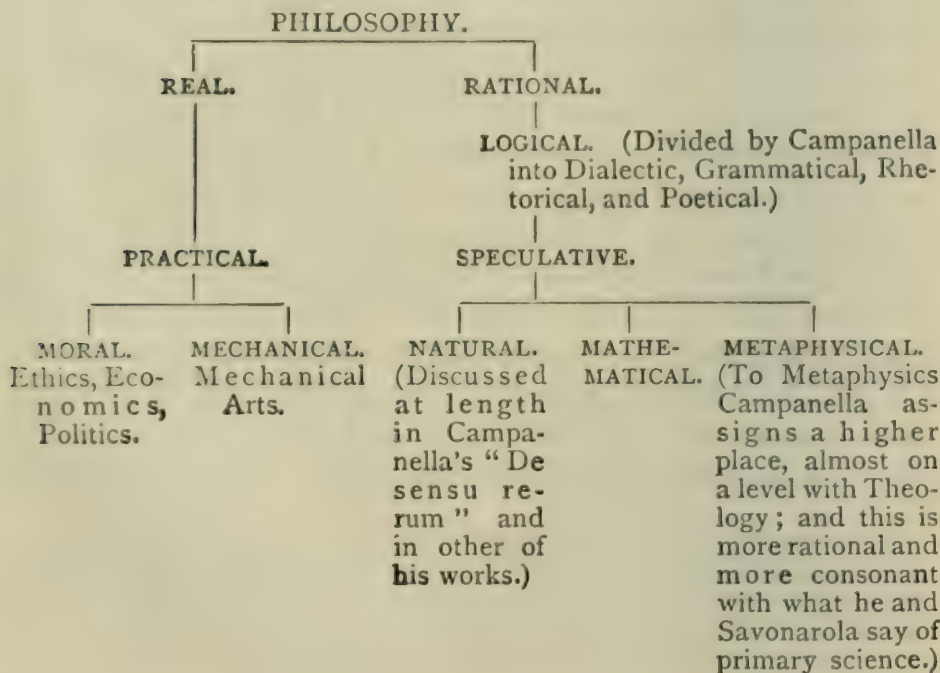 PHILOSOPHY.
REAL.
RATIONAL.
LOGICAL. (Divided by Campanella
into Dialectic, Grammatical, Rhe-
torical, and Poetical.)
PRACTICAL.
SPECULATIVE.
MORAL.
Ethics, Eco-
nomics,
Politics.
MECHANICAL.
Mechanical
Arts.
NATURAL.
(Discussed
at length
in Campa-
nella's "De
sensu re-
rum" and
in other of
his works.)
MATHE-
MATICAL.
METAPHYSICAL.
(To Metaphysics
Campanella as-
signs a higher
place, almost on
a level with Theo-
logy; and this is
more rational and
more consonant
with what he and
Savonarola say of
primary science.)